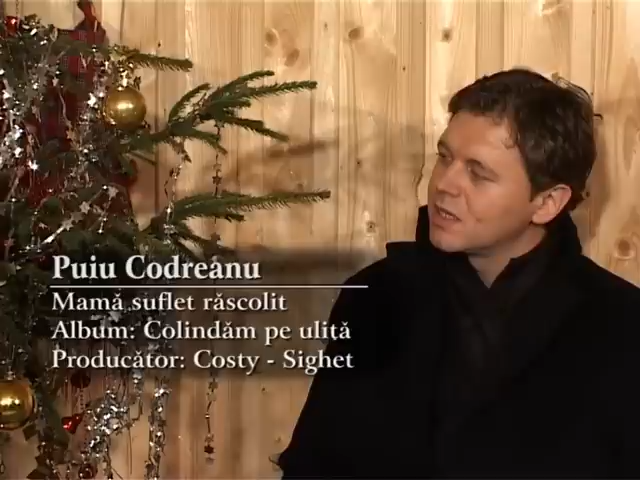 Puiu Codreanu
Mamă suflet răscolit
Album: Colindăm pe uliță
Producător: Costy - Sighet